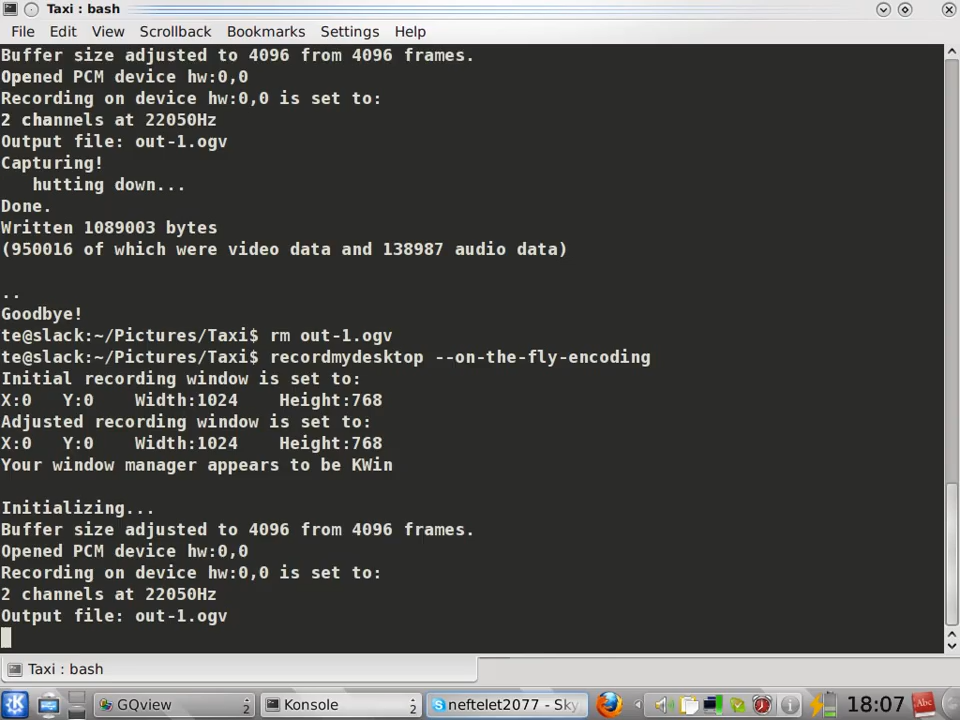 Taxi : bash
File Edit View Scrollback Bookmarks Settings Help
Buffer size adjusted to 4096 from 4096 frames.
Opened PCM device hw:0,0
Recording on device hw:0,0 is set to:
2 channels at 22050Hz
Output file: out-1.ogv
Capturing!
hutting down...
Done.
Written 1089003 bytes
(950016 of which were video data and 138987 audio data)
..
Goodbye!
te@slack:~/Pictures/Taxi$ rm out-1.ogv
te@slack:~/Pictures/Taxi$ recordmydesktop --on-the-fly-encoding
Initial recording window is set to:
X:0 Y:0 Width:1024 Height:768
Adjusted recording window is set to:
X:0 Y:0 Width:1024 Height:768
Your window manager appears to be KWin
Initializing...
Buffer size adjusted to 4096 from 4096 frames.
Opened PCM device hw:0,0
Recording on device hw:0,0 is set to:
2 channels at 22050Hz
Output file: out-1.ogv
Taxi : bash
GQview 2 Konsole 2 neftelet2077 - Sky 18:07